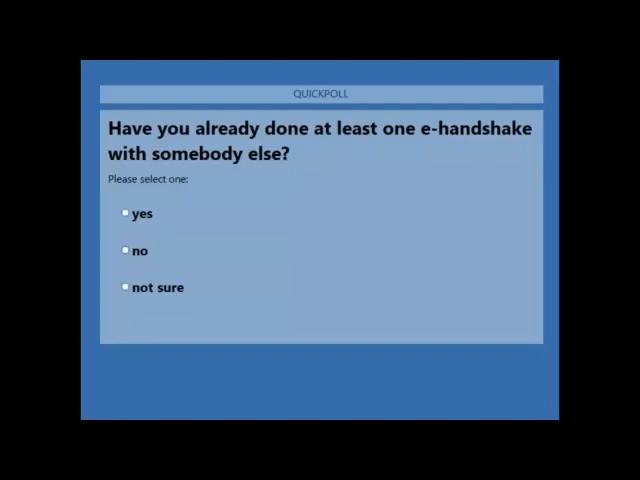 QUICKPOLL
Have you already done at least one e-handshake
with somebody else?
Please select one:
yes
no
not sure